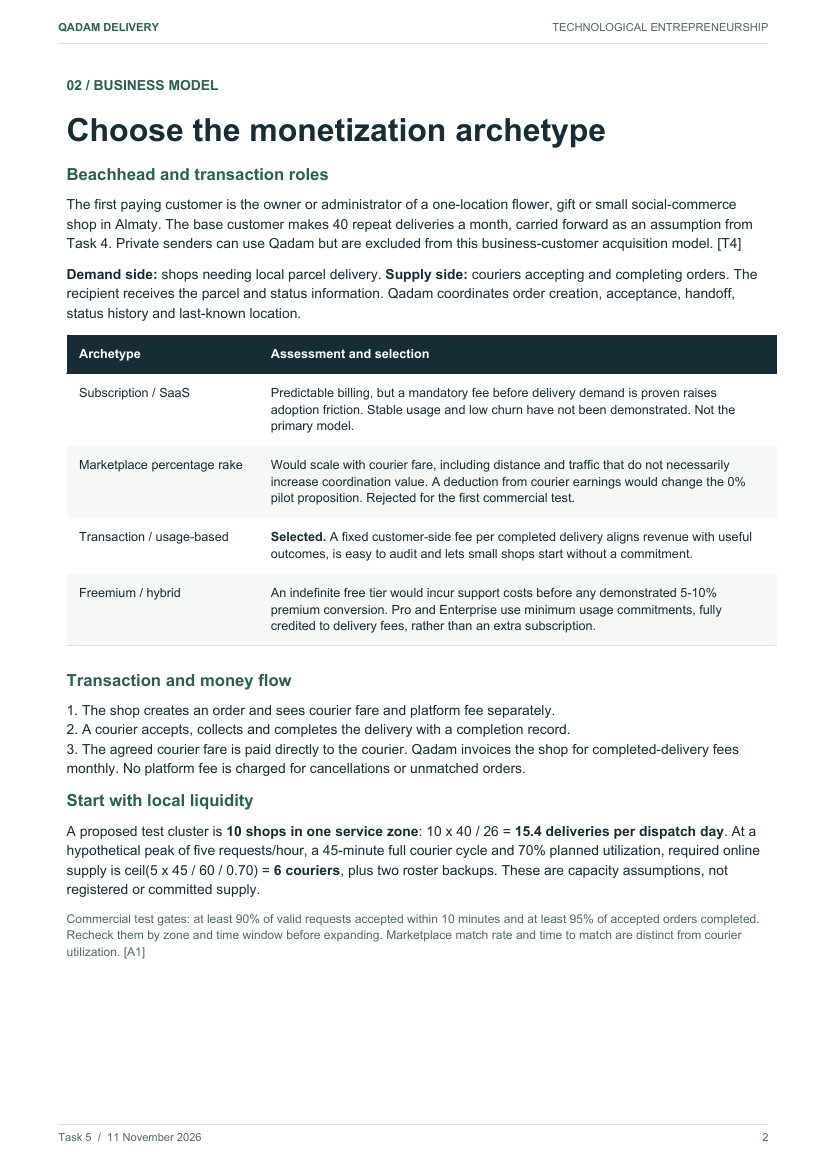 QADAM DELIVERY
TECHNOLOGICAL ENTREPRENEURSHIP
02 / BUSINESS MODEL
Choose the monetization archetype
Beachhead and transaction roles
The first paying customer is the owner or administrator of a one-location flower, gift or small social-commerce
shop in Almaty. The base customer makes 40 repeat deliveries a month, carried forward as an assumption from
Task 4. Private senders can use Qadam but are excluded from this business-customer acquisition model. [T4]
Demand side: shops needing local parcel delivery. Supply side: couriers accepting and completing orders. The
recipient receives the parcel and status information. Qadam coordinates order creation, acceptance, handoff,
status history and last-known location.
Archetype
Assessment and selection
Subscription / SaaS
Predictable billing, but a mandatory fee before delivery demand is proven raises
adoption friction. Stable usage and low churn have not been demonstrated. Not the
primary model.
Marketplace percentage rake
Would scale with courier fare, including distance and traffic that do not necessarily
increase coordination value. A deduction from courier earnings would change the 0%
pilot proposition. Rejected for the first commercial test.
Transaction / usage-based
Selected. A fixed customer-side fee per completed delivery aligns revenue with useful
outcomes, is easy to audit and lets small shops start without a commitment.
Freemium / hybrid
An indefinite free tier would incur support costs before any demonstrated 5-10%
premium conversion. Pro and Enterprise use minimum usage commitments, fully
credited to delivery fees, rather than an extra subscription.
Transaction and money flow
1. The shop creates an order and sees courier fare and platform fee separately.
2. A courier accepts, collects and completes the delivery with a completion record.
3. The agreed courier fare is paid directly to the courier. Qadam invoices the shop for completed-delivery fees
monthly. No platform fee is charged for cancellations or unmatched orders.
Start with local liquidity
A proposed test cluster is 10 shops in one service zone: 10 x 40 / 26 = 15.4 deliveries per dispatch day. At a
hypothetical peak of five requests/hour, a 45-minute full courier cycle and 70% planned utilization, required online
supply is ceil(5 x 45 / 60 / 0.70) = 6 couriers, plus two roster backups. These are capacity assumptions, not
registered or committed supply.
Commercial test gates: at least 90% of valid requests accepted within 10 minutes and at least 95% of accepted orders completed.
Recheck them by zone and time window before expanding. Marketplace match rate and time to match are distinct from courier
utilization. [A1]
Task 5 / 11 November 2026
2